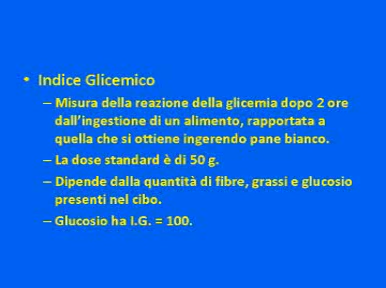 • Indice Glicemico
– Misura della reazione della glicemia dopo 2 ore
dall'ingestione di un alimento, rapportata a
quella che si ottiene ingerendo pane bianco.
– La dose standard è di 50 g.
– Dipende dalla quantità di fibre, grassi e glucosio
presenti nel cibo.
– Glucosio ha I.G. = 100.